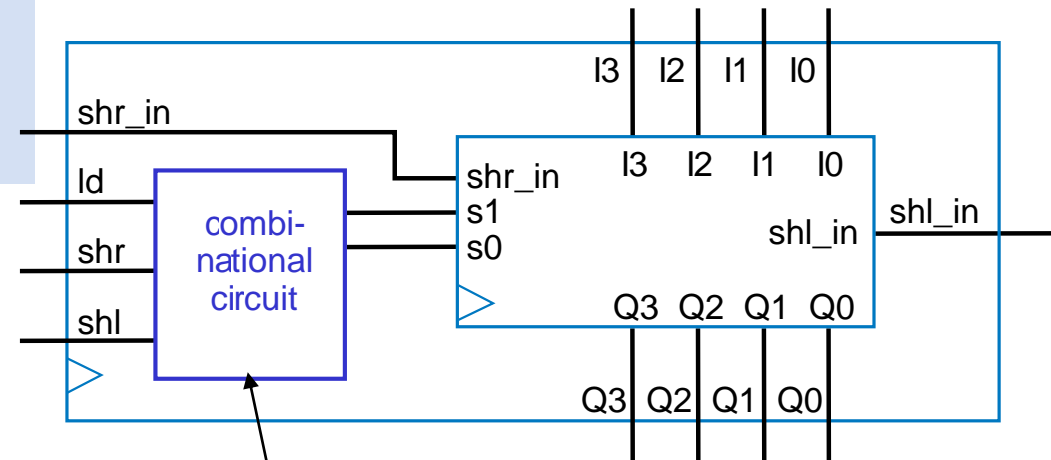 I3 I2 I1 I0
shr_in
I3 I2 I1 I0
ld
shr_in
combi-
s1
shl_in
shl_in
shr
national
s0
circuit
shl
Q3 Q2 Q1 Q0
Q3 Q2 Q1 Q0